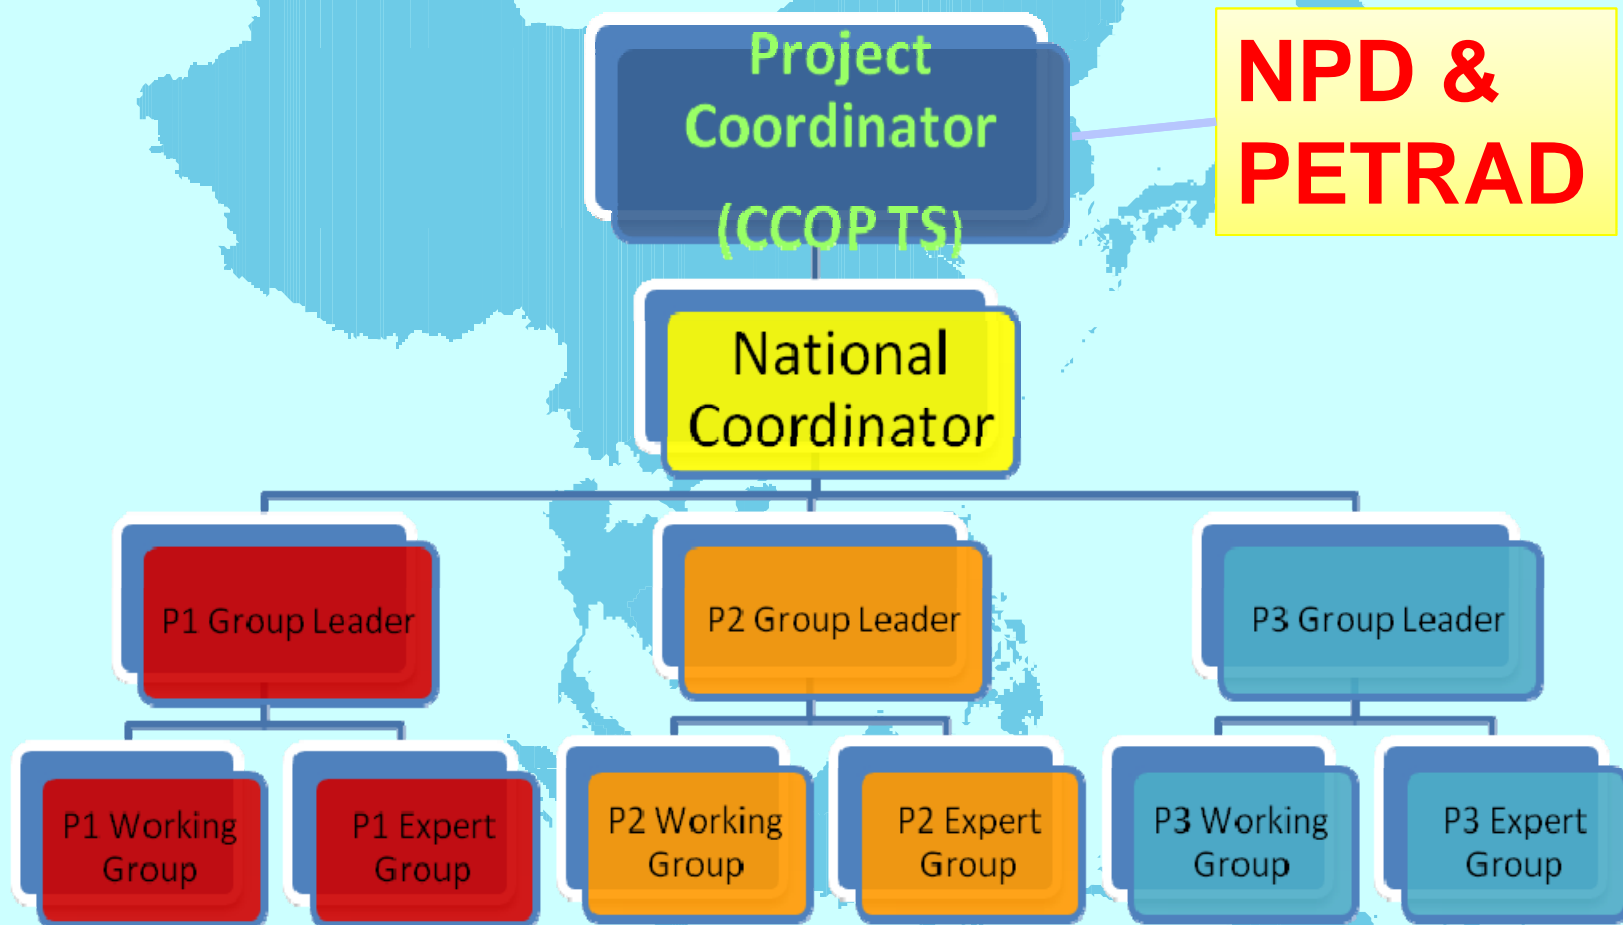 Project
Coordinator
(CCOP TS)
NPD &
PETRAD
National
Coordinator
P1 Group Leader
P2 Group Leader
P3 Group Leader
P1 Working
Group
P1 Expert
Group
P2 Working
Group
P2 Expert
Group
P3 Working
Group
P3 Expert
Group